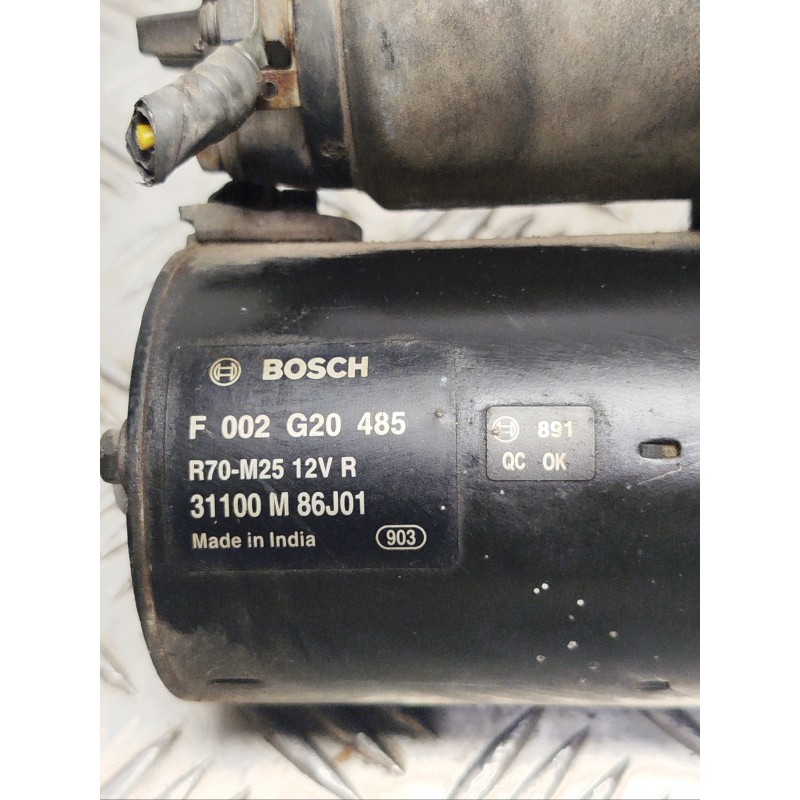 BOSCH
F 002 G20 485
R70-M25 12V R
31100 M 86J01
Made in India 903
891
QC OK